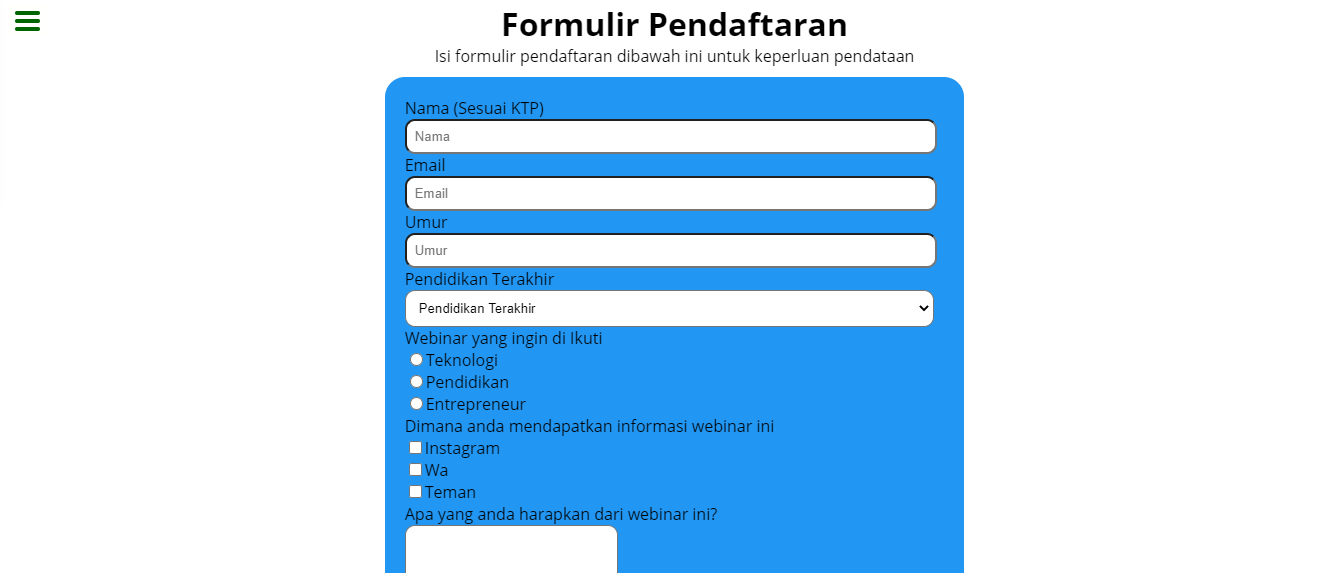 Formulir Pendaftaran
Isi formulir pendaftaran dibawah ini untuk keperluan pendataan
Nama (Sesuai KTP)
Nama
Email
Email
Umur
Umur
Pendidikan Terakhir
Pendidikan Terakhir
Webinar yang ingin di Ikuti
Teknologi
Pendidikan
Entrepreneur
Dimana anda mendapatkan informasi webinar ini
Instagram
Wa
Teman
Apa yang anda harapkan dari webinar ini?